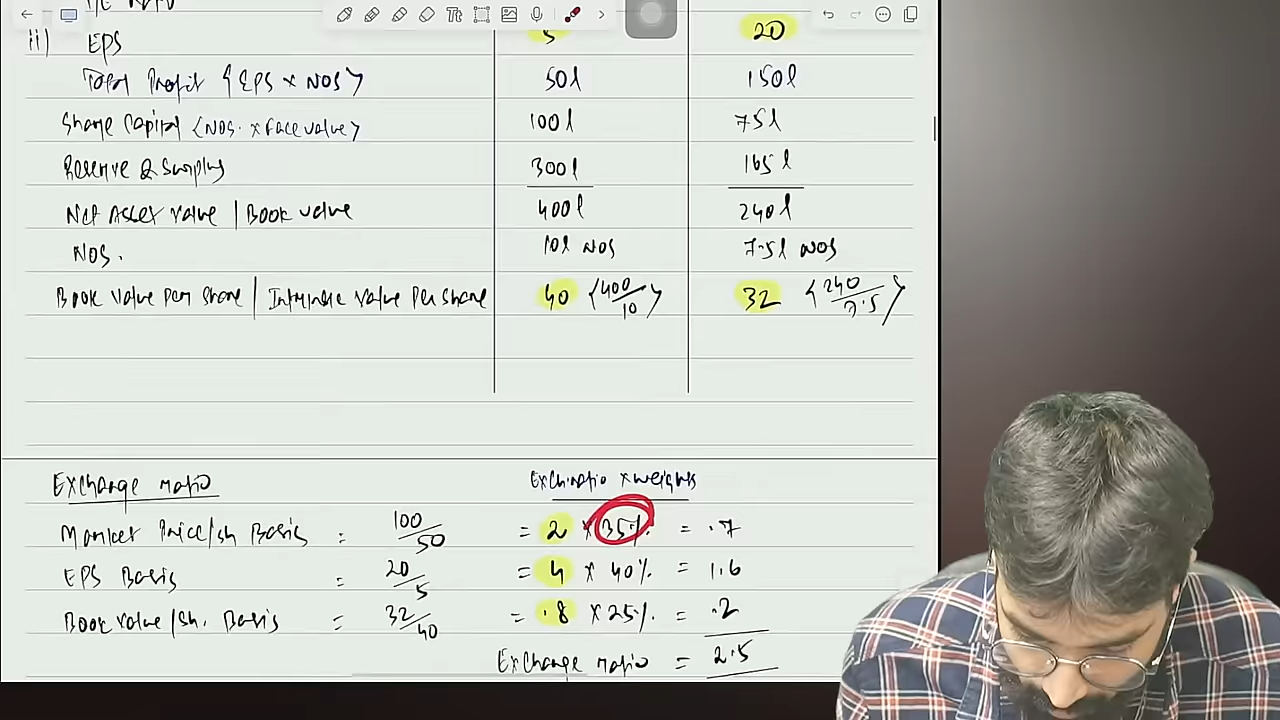 ii) EPS 5 20
Total Profit {EPS x NOS} 50l 150l
Share Capital {NOS. x Face value} 100l 75l
Reserve & Surplus 300l 165l
Net Asset value | Book value 400l 240l
NOS. 10l NOS 7.5l NOS
Book value Per Share | Intrinsic value Per share 40 {400/10} 32 {240/7.5}
Exchange ratio Exch.ratio x weights
Market Price/sh Basis = 100/50 = 2 x 35% = .7
EPS Basis = 20/5 = 4 x 40% = 1.6
Book value/sh. Basis = 32/40 = .8 x 25% = .2
Exchange ratio = 2.5